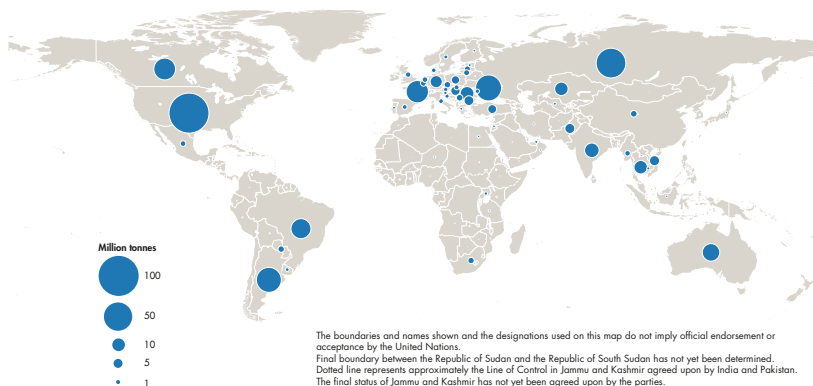 Million tonnes
100
50
10
5
1
The boundaries and names shown and the designations used on this map do not imply official endorsement or
acceptance by the United Nations.
Final boundary between the Republic of Sudan and the Republic of South Sudan has not yet been determined.
Dotted line represents approximately the Line of Control in Jammu and Kashmir agreed upon by India and Pakistan.
The final status of Jammu and Kashmir has not yet been agreed upon by the parties.